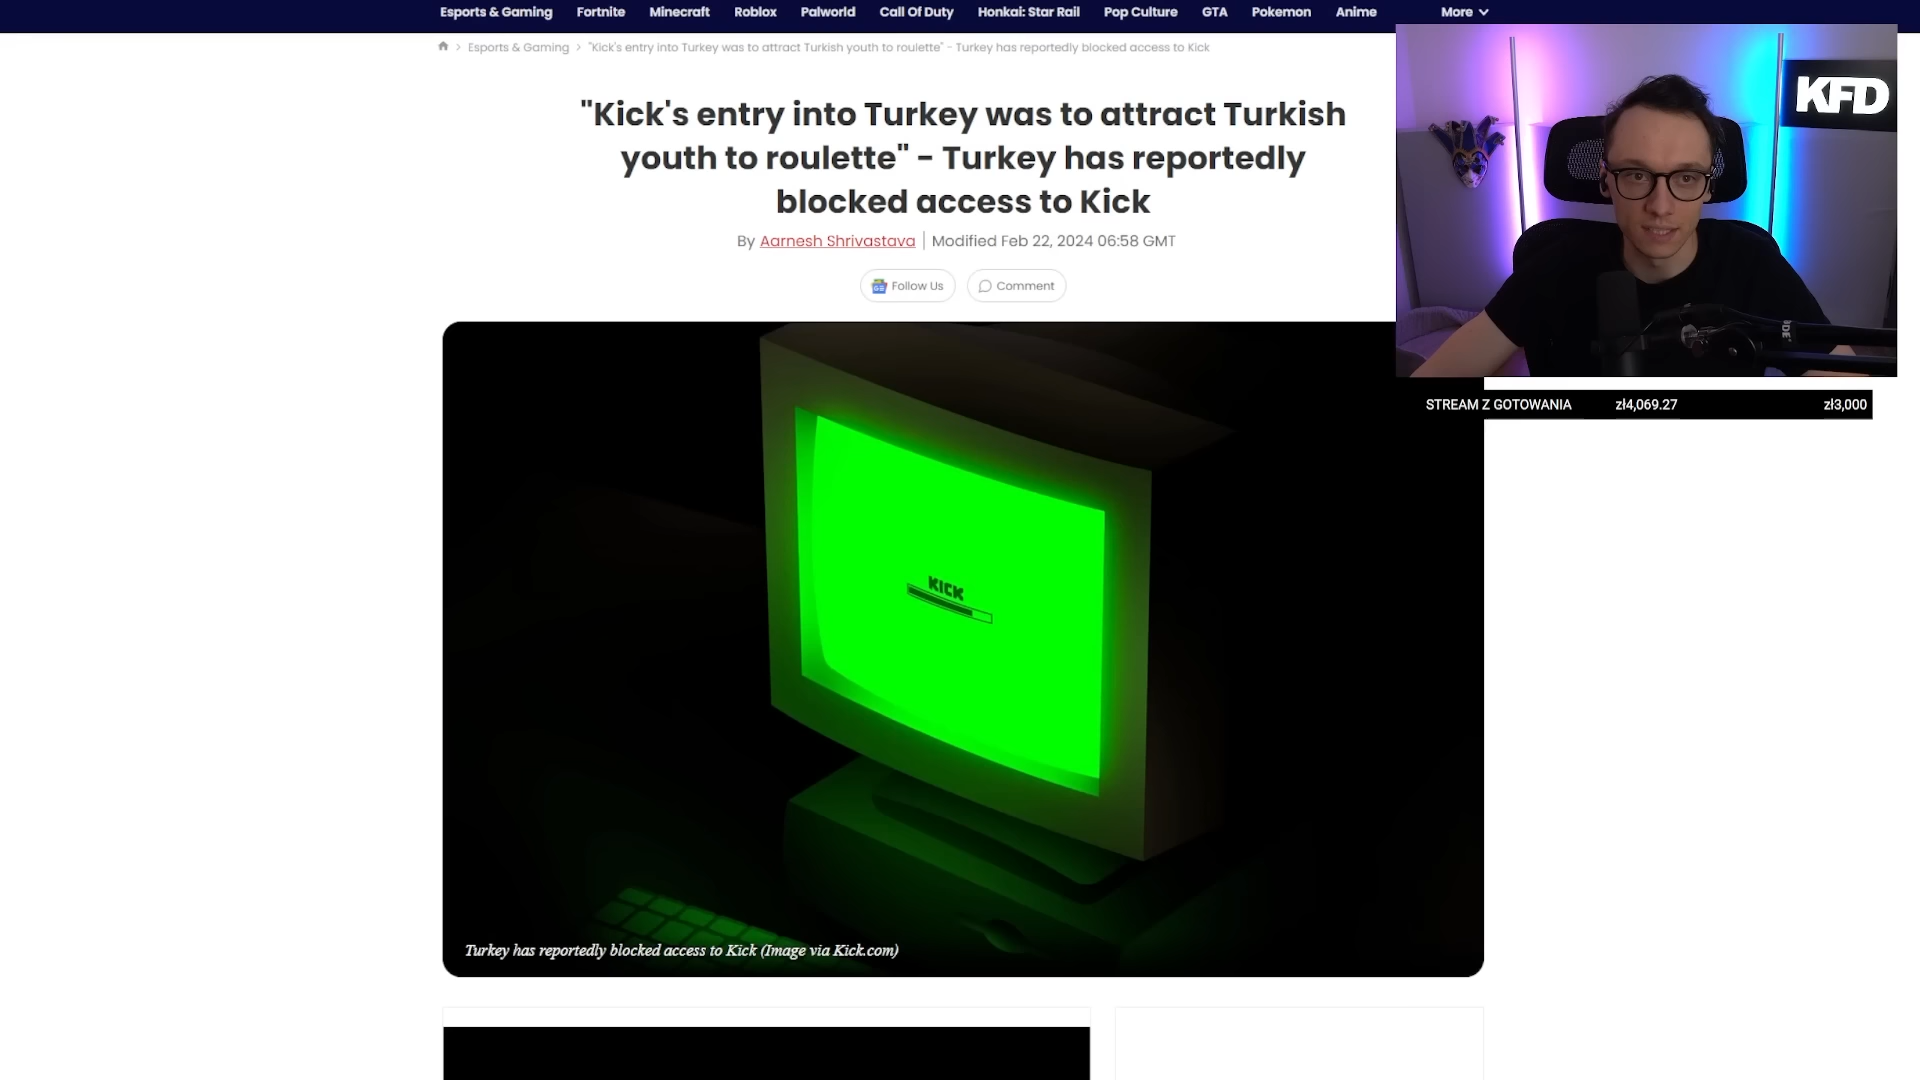 Esports & Gaming Fortnite Minecraft Roblox Palworld Call Of Duty Honkai: Star Rail Pop Culture GTA Pokemon Anime More
Esports & Gaming > "Kick's entry into Turkey was to attract Turkish youth to roulette" - Turkey has reportedly blocked access to Kick
"Kick's entry into Turkey was to attract Turkish
youth to roulette" - Turkey has reportedly
blocked access to Kick
By Aarnesh Shrivastava | Modified Feb 22, 2024 06:58 GMT
Follow Us Comment
KFD
STREAM Z GOTOWANIA zł4,069.27 zł3,000
KICK
Turkey has reportedly blocked access to Kick (Image via Kick.com)